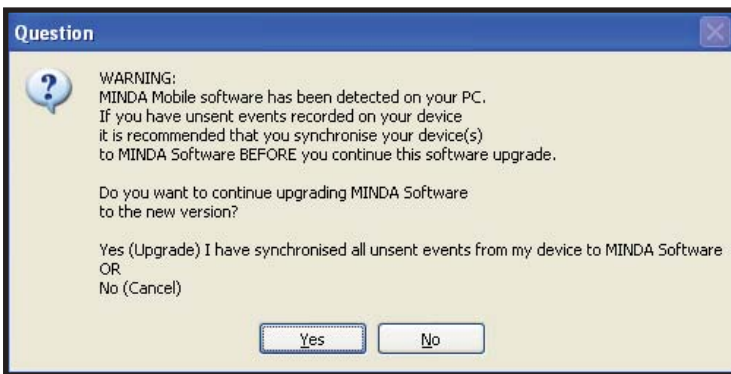 Question
WARNING:
MINDA Mobile software has been detected on your PC.
If you have unsent events recorded on your device
it is recommended that you synchronise your device(s)
to MINDA Software BEFORE you continue this software upgrade.
Do you want to continue upgrading MINDA Software
to the new version?
Yes (Upgrade) I have synchronised all unsent events from my device to MINDA Software
OR
No (Cancel)
Yes No